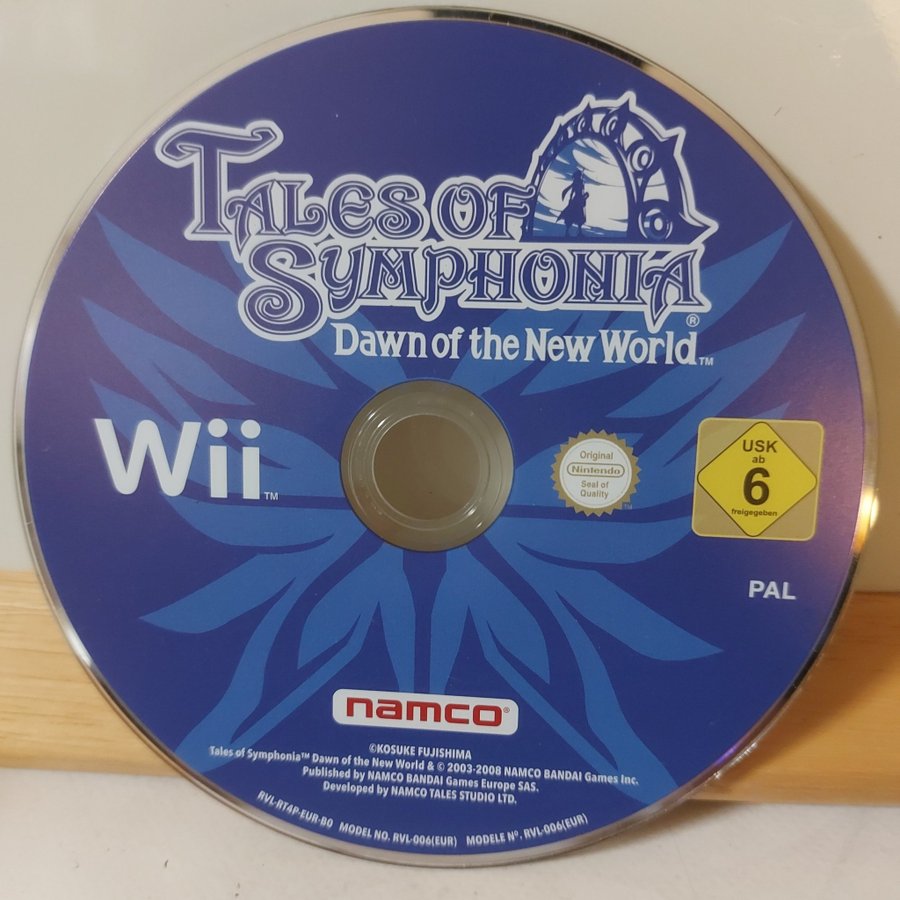 TALES OF
SYMPHONIA®
Dawn of the New World™
Wii™
Original
Nintendo®
Seal of
Quality™
USK
ab
6
freigegeben
PAL
namco®
©KOSUKE FUJISHIMA
Tales of Symphonia™ Dawn of the New World & © 2003-2008 NAMCO BANDAI Games Inc.
Published by NAMCO BANDAI Games Europe SAS.
Developed by NAMCO TALES STUDIO LTD.
RVL-RT4P-EUR-B0 MODEL NO. RVL-006(EUR) MODELE Nº. RVL-006(EUR)